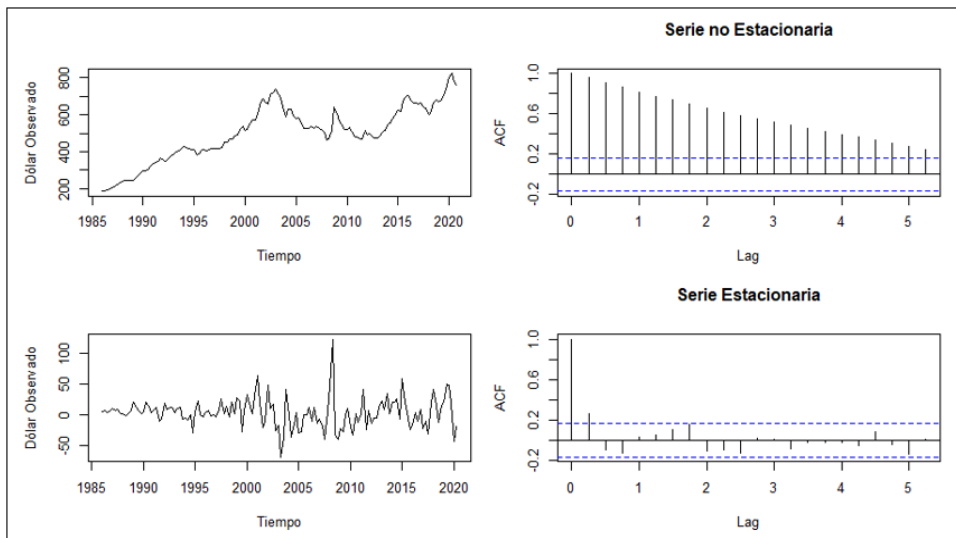 Dólar Observado
200 400 600 800
1985 1990 1995 2000 2005 2010 2015 2020
Tiempo
Serie no Estacionaria
ACF
-0.2 0.2 0.6 1.0
0 1 2 3 4 5
Lag
Dólar Observado
-50 0 50 100
1985 1990 1995 2000 2005 2010 2015 2020
Tiempo
Serie Estacionaria
ACF
-0.2 0.2 0.6 1.0
0 1 2 3 4 5
Lag